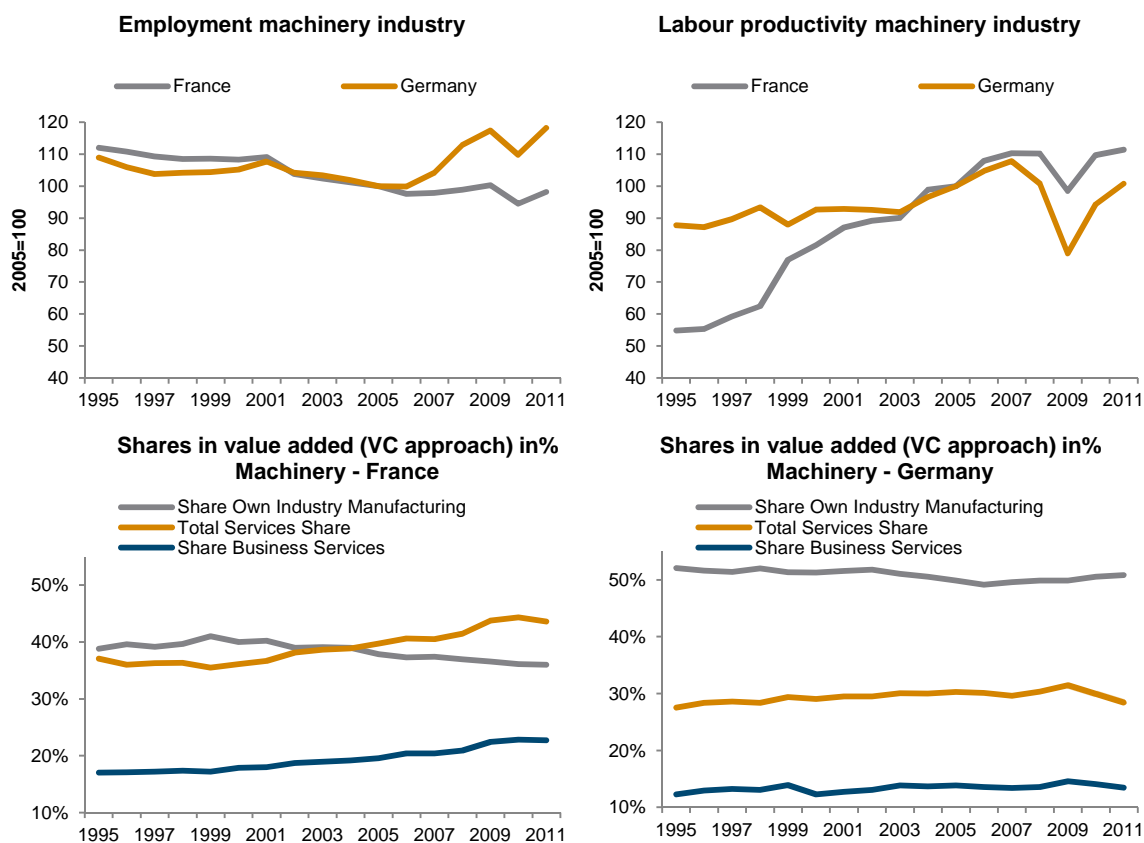 Employment machinery industry
France
Germany
2005=100
120
110
100
90
80
70
60
50
40
1995 1997 1999 2001 2003 2005 2007 2009 2011
Labour productivity machinery industry
France
Germany
2005=100
120
110
100
90
80
70
60
50
40
1995 1997 1999 2001 2003 2005 2007 2009 2011
Shares in value added (VC approach) in%
Machinery - France
Share Own Industry Manufacturing
Total Services Share
Share Business Services
50%
40%
30%
20%
10%
1995 1997 1999 2001 2003 2005 2007 2009 2011
Shares in value added (VC approach) in%
Machinery - Germany
Share Own Industry Manufacturing
Total Services Share
Share Business Services
50%
40%
30%
20%
10%
1995 1997 1999 2001 2003 2005 2007 2009 2011